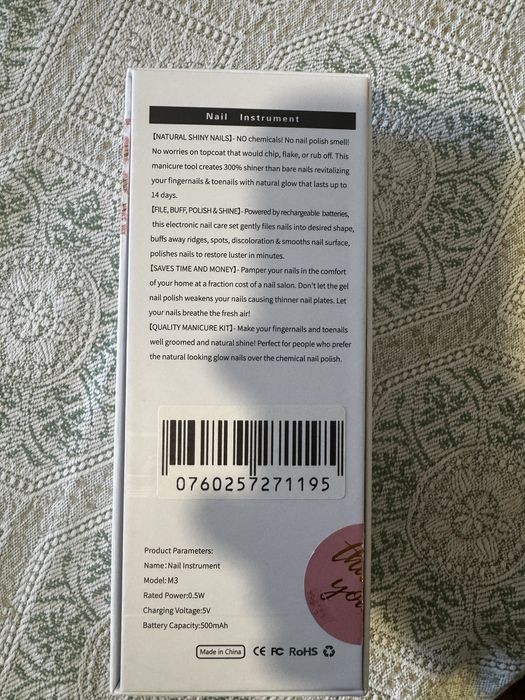 Nail Instrument
【NATURAL SHINY NAILS】- NO chemicals! No nail polish smell!
No worries on topcoat that would chip, flake, or rub off. This
manicure tool creates 300% shiner than bare nails revitalizing
your fingernails & toenails with natural glow that lasts up to
14 days.
【FILE, BUFF, POLISH & SHINE】- Powered by rechargeable batteries,
this electronic nail care set gently files nails into desired shape,
buffs away ridges, spots, discoloration & smooths nail surface,
polishes nails to restore luster in minutes.
【SAVES TIME AND MONEY】- Pamper your nails in the comfort
of your home at a fraction cost of a nail salon. Don't let the gel
nail polish weakens your nails causing thinner nail plates. Let
your nails breathe the fresh air!
【QUALITY MANICURE KIT】- Make your fingernails and toenails
well groomed and natural shine! Perfect for people who prefer
the natural looking glow nails over the chemical nail polish.
0760257271195
Product Parameters:
Name:Nail Instrument
Model:M3
Rated Power:0.5W
Charging Voltage:5V
Battery Capacity:500mAh
Made in China CE FC RoHS